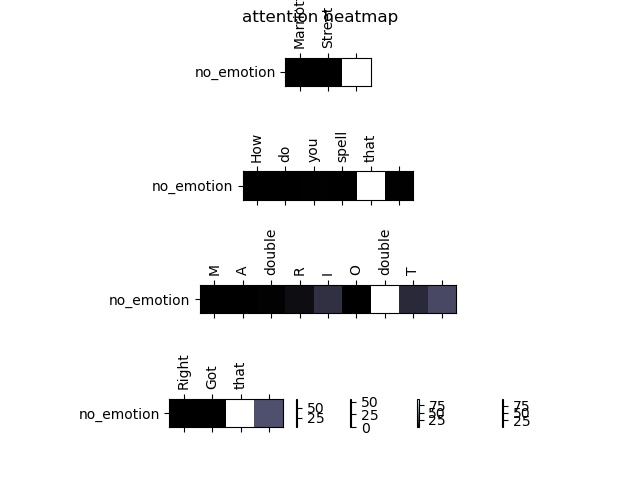 attention heatmap
Marriott Street
no_emotion
How do you spell that
no_emotion
M A double R I O double T
no_emotion
Right Got that
no_emotion
50 25
50 25 0
75 50 25
75 50 25